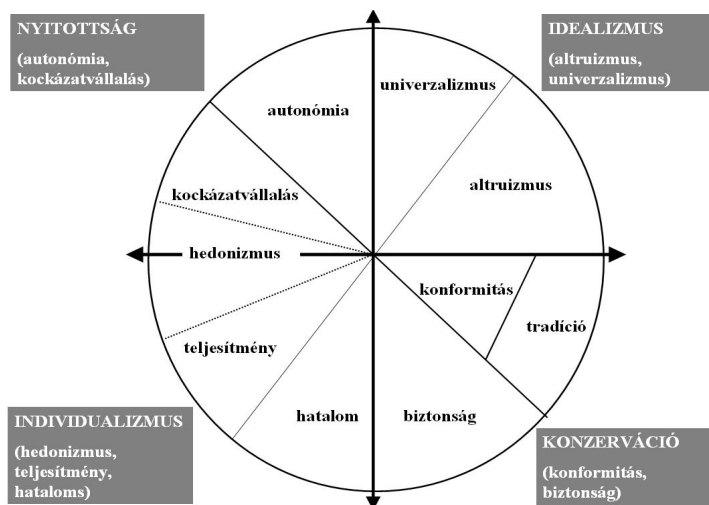 NYITOTTSÁG
(autonómia,
kockázatvállalás)
IDEALIZMUS
(altruizmus,
univerzalizmus)
univerzalizmus
autonómia
altruizmus
kockázatvállalás
hedonizmus
konformitás
tradíció
teljesítmény
hatalom
biztonság
INDIVIDUALIZMUS
(hedonizmus,
teljesítmény,
hataloms)
KONZERVÁCIÓ
(konformitás,
biztonság)